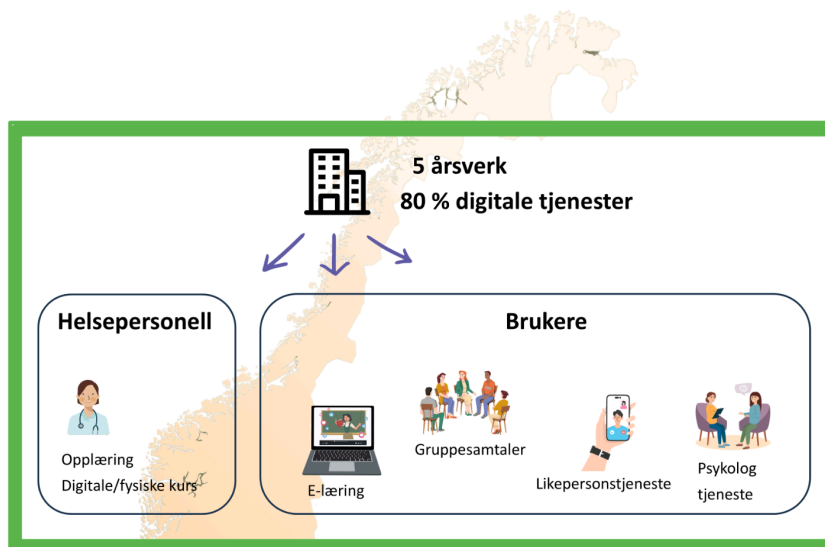 5 årsverk
80 % digitale tjenester
Helsepersonell
Opplæring
Digitale/fysiske kurs
Brukere
E-læring
Gruppesamtaler
Likepersonstjeneste
Psykolog
tjeneste